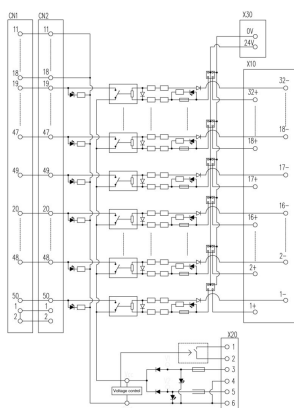 CN1 CN2 X30
11 11 0V
24V
X10
18 18
19 19 32-
32+
47 47 18-
18+
49 49 17-
17+
20 20 16-
16+
48 48 2-
2+
50 50 1-
1 1 1+
2 2
X20
1
2
3
4
5
6
Voltage control